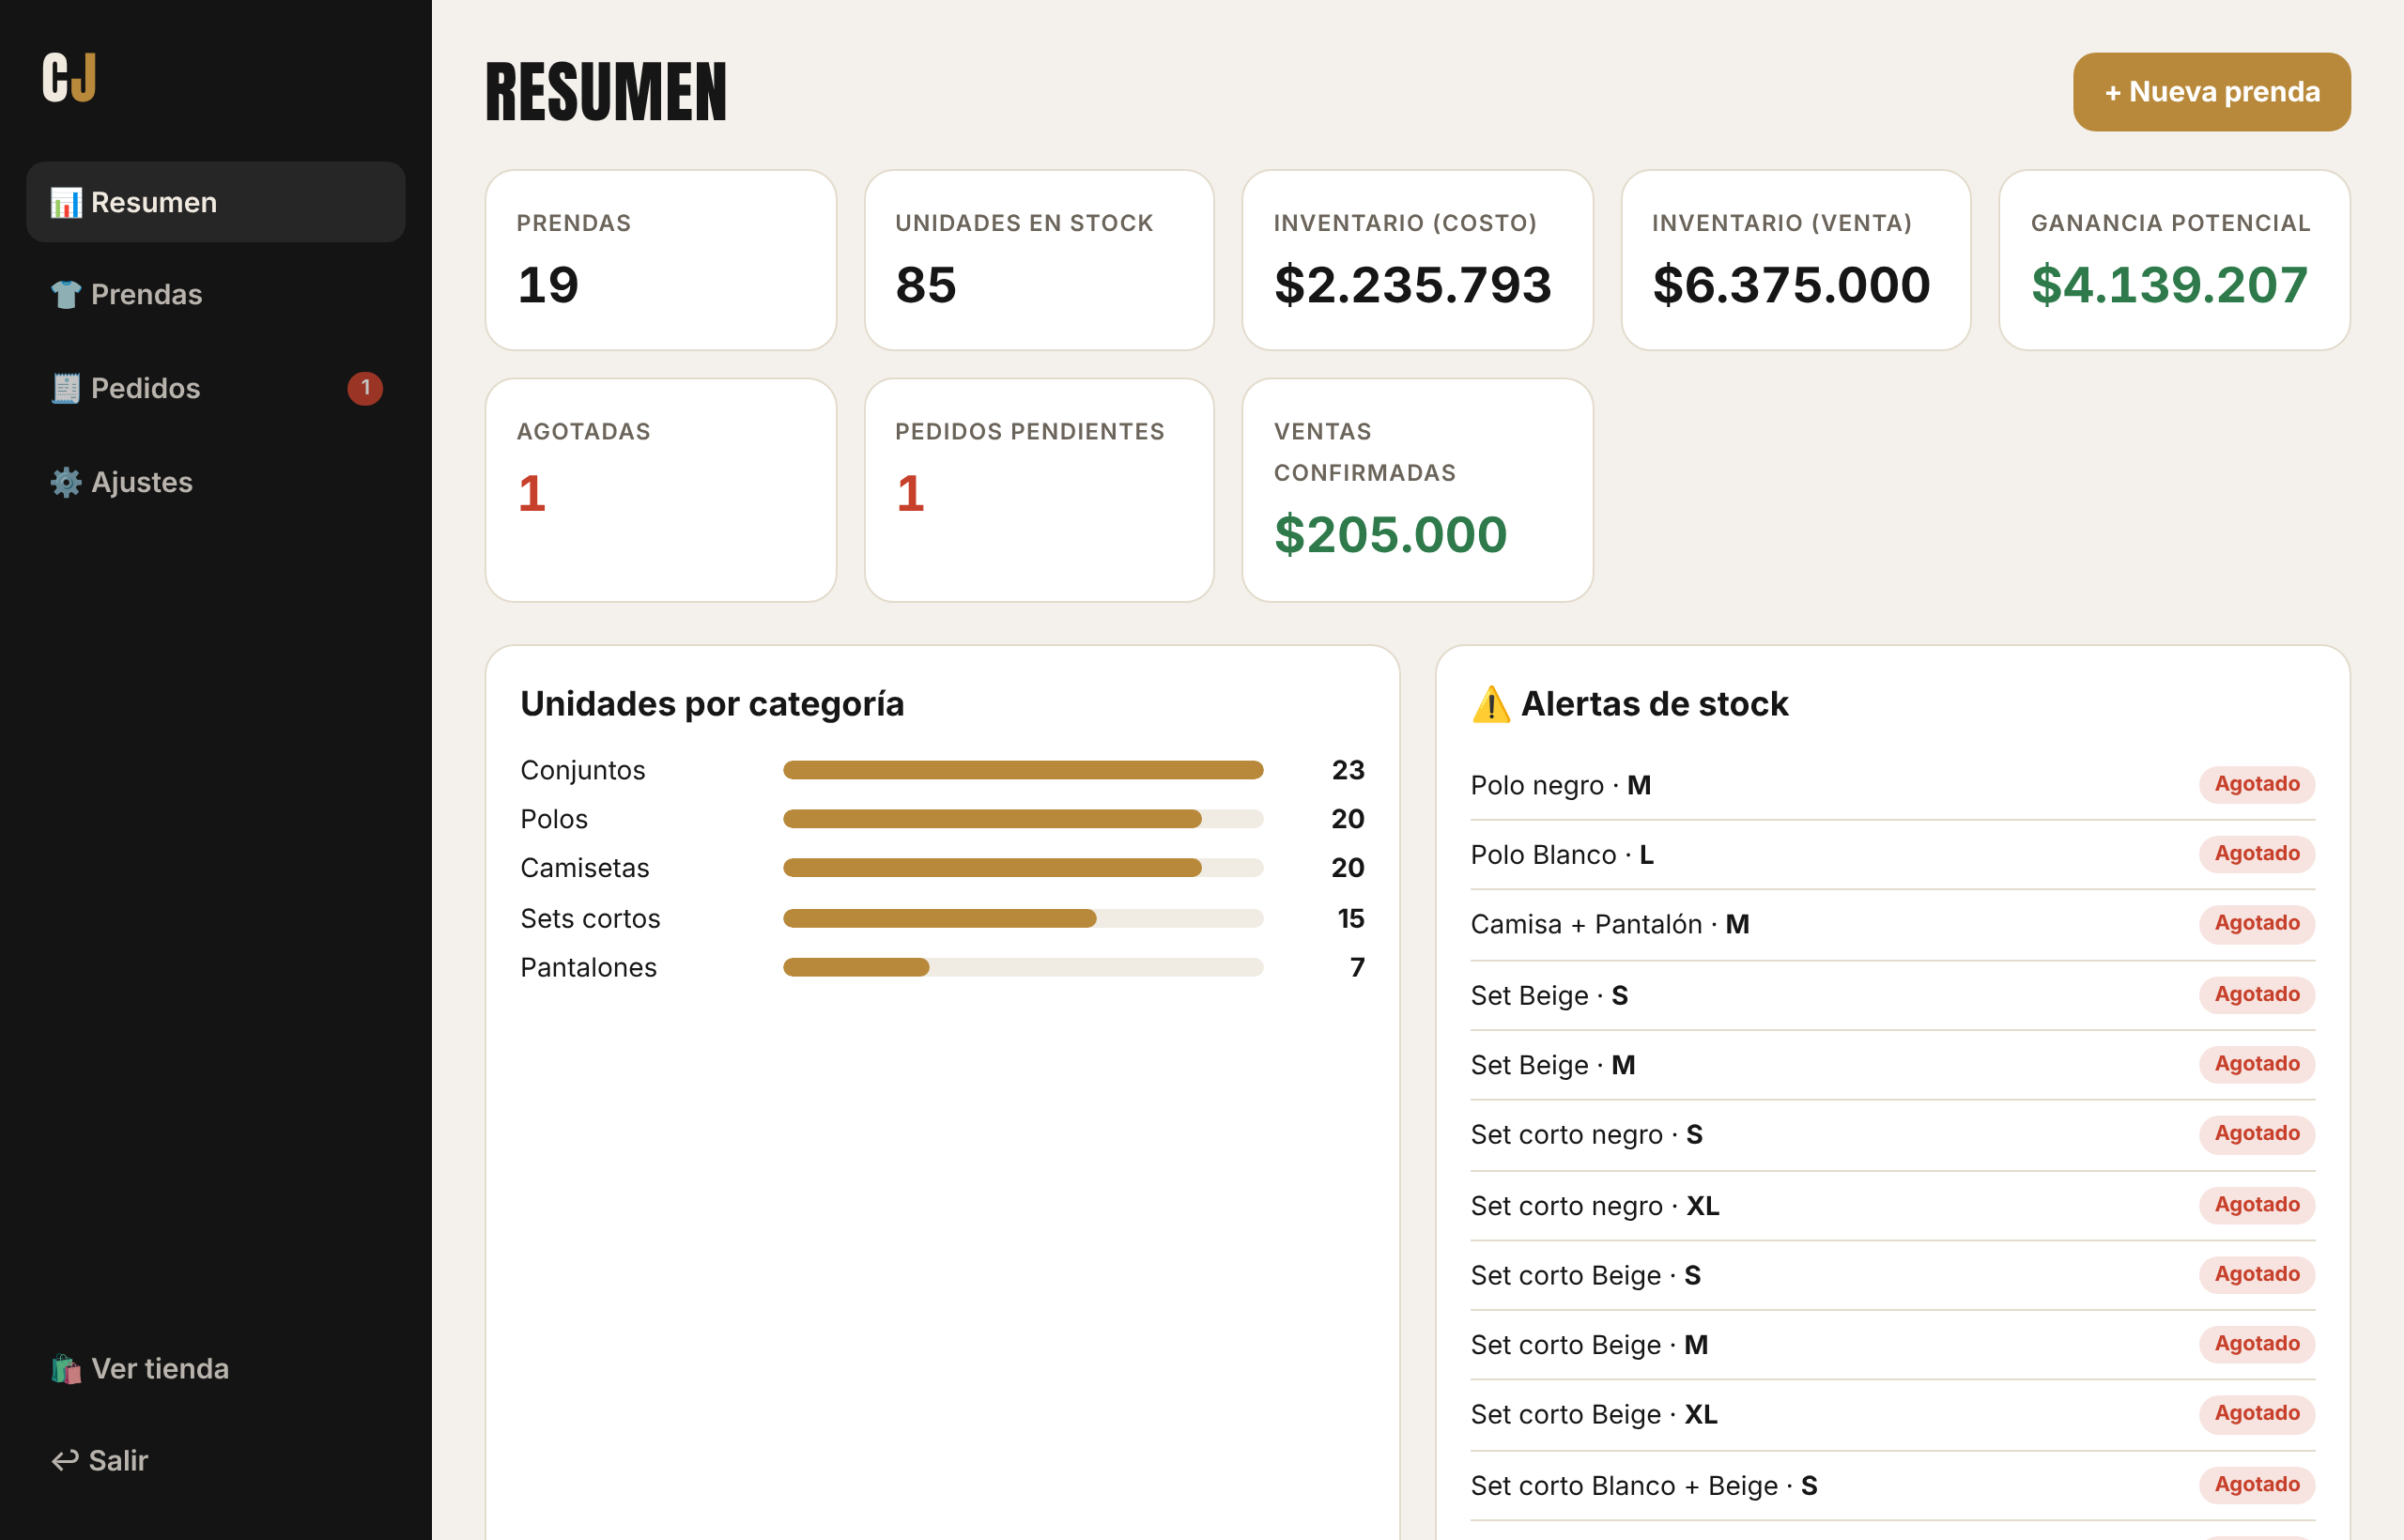 CJ
Resumen
Prendas
Pedidos 1
Ajustes
Ver tienda
Salir
RESUMEN
+ Nueva prenda
PRENDAS
19
UNIDADES EN STOCK
85
INVENTARIO (COSTO)
$2.235.793
INVENTARIO (VENTA)
$6.375.000
GANANCIA POTENCIAL
$4.139.207
AGOTADAS
1
PEDIDOS PENDIENTES
1
VENTAS
CONFIRMADAS
$205.000
Unidades por categoría
Conjuntos 23
Polos 20
Camisetas 20
Sets cortos 15
Pantalones 7
Alertas de stock
Polo negro · M Agotado
Polo Blanco · L Agotado
Camisa + Pantalón · M Agotado
Set Beige · S Agotado
Set Beige · M Agotado
Set corto negro · S Agotado
Set corto negro · XL Agotado
Set corto Beige · S Agotado
Set corto Beige · M Agotado
Set corto Beige · XL Agotado
Set corto Blanco + Beige · S Agotado